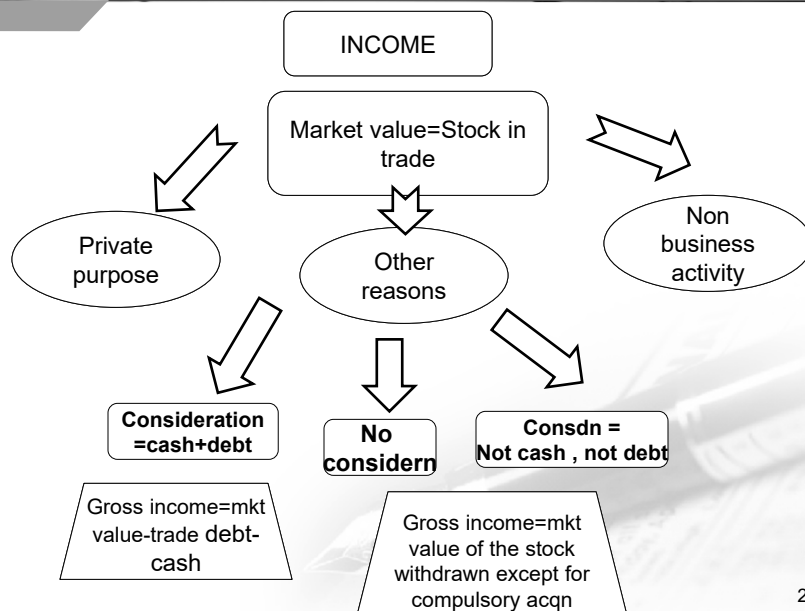 INCOME
Market value=Stock in
trade
Private
purpose
Other
reasons
Non
business
activity
Consideration
=cash+debt
No
considern
Consdn =
Not cash , not debt
Gross income=mkt
value-trade debt-
cash
Gross income=mkt
value of the stock
withdrawn except for
compulsory acqn
2